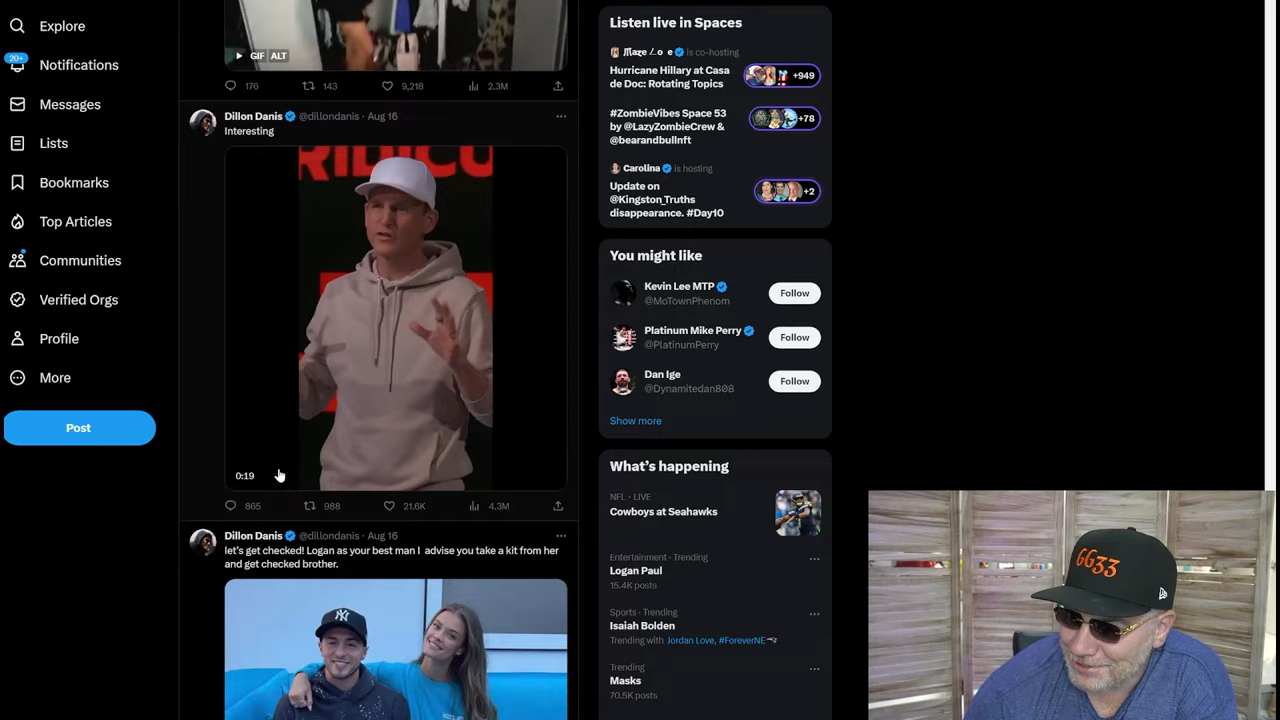 Explore
20+
Notifications
Messages
Lists
Bookmarks
Top Articles
Communities
Verified Orgs
Profile
More
Post
GIF ALT
176
143
9,218
2.3M
Dillon Danis @dillondanis · Aug 16
Interesting
RIDICU
0:19
865
988
21.6K
4.3M
Dillon Danis @dillondanis · Aug 16
let's get checked! Logan as your best man I advise you take a kit from her
and get checked brother.
Listen live in Spaces
is co-hosting
Hurricane Hillary at Casa
de Doc: Rotating Topics
+949
#ZombieVibes Space 53
by @LazyZombieCrew &
@bearandbullnft
+78
Carolina is hosting
Update on
@Kingston_Truths
disappearance. #Day10
+2
You might like
Kevin Lee MTP
@MoTownPhenom
Follow
Platinum Mike Perry
@PlatinumPerry
Follow
Dan Ige
@Dynamitedan808
Follow
Show more
What's happening
NFL · LIVE
Cowboys at Seahawks
Entertainment · Trending
Logan Paul
15.4K posts
Sports · Trending
Isaiah Bolden
Trending with Jordan Love, #ForeverNE
Trending
Masks
70.5K posts
6633